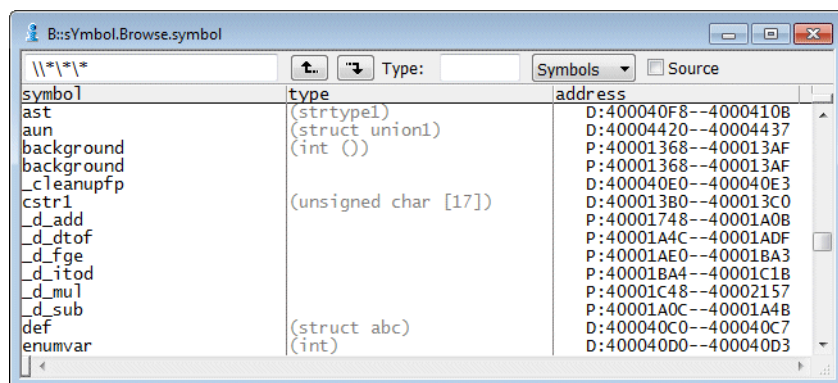 B::sYmbol.Browse.symbol
\\*\*\* t.. Type: Symbols Source
symbol type address
ast (strtype1) D:400040F8--4000410B
aun (struct union1) D:40004420--40004437
background (int ()) P:40001368--400013AF
background P:40001368--400013AF
_cleanupfp D:400040E0--400040E3
cstr1 (unsigned char [17]) D:400013B0--400013C0
_d_add P:40001748--40001A0B
_d_dtof P:40001A4C--40001ADF
_d_fge P:40001AE0--40001BA3
_d_itod P:40001BA4--40001C1B
_d_mul P:40001C48--40002157
_d_sub P:40001A0C--40001A4B
def (struct abc) D:400040C0--400040C7
enumvar (int) D:400040D0--400040D3